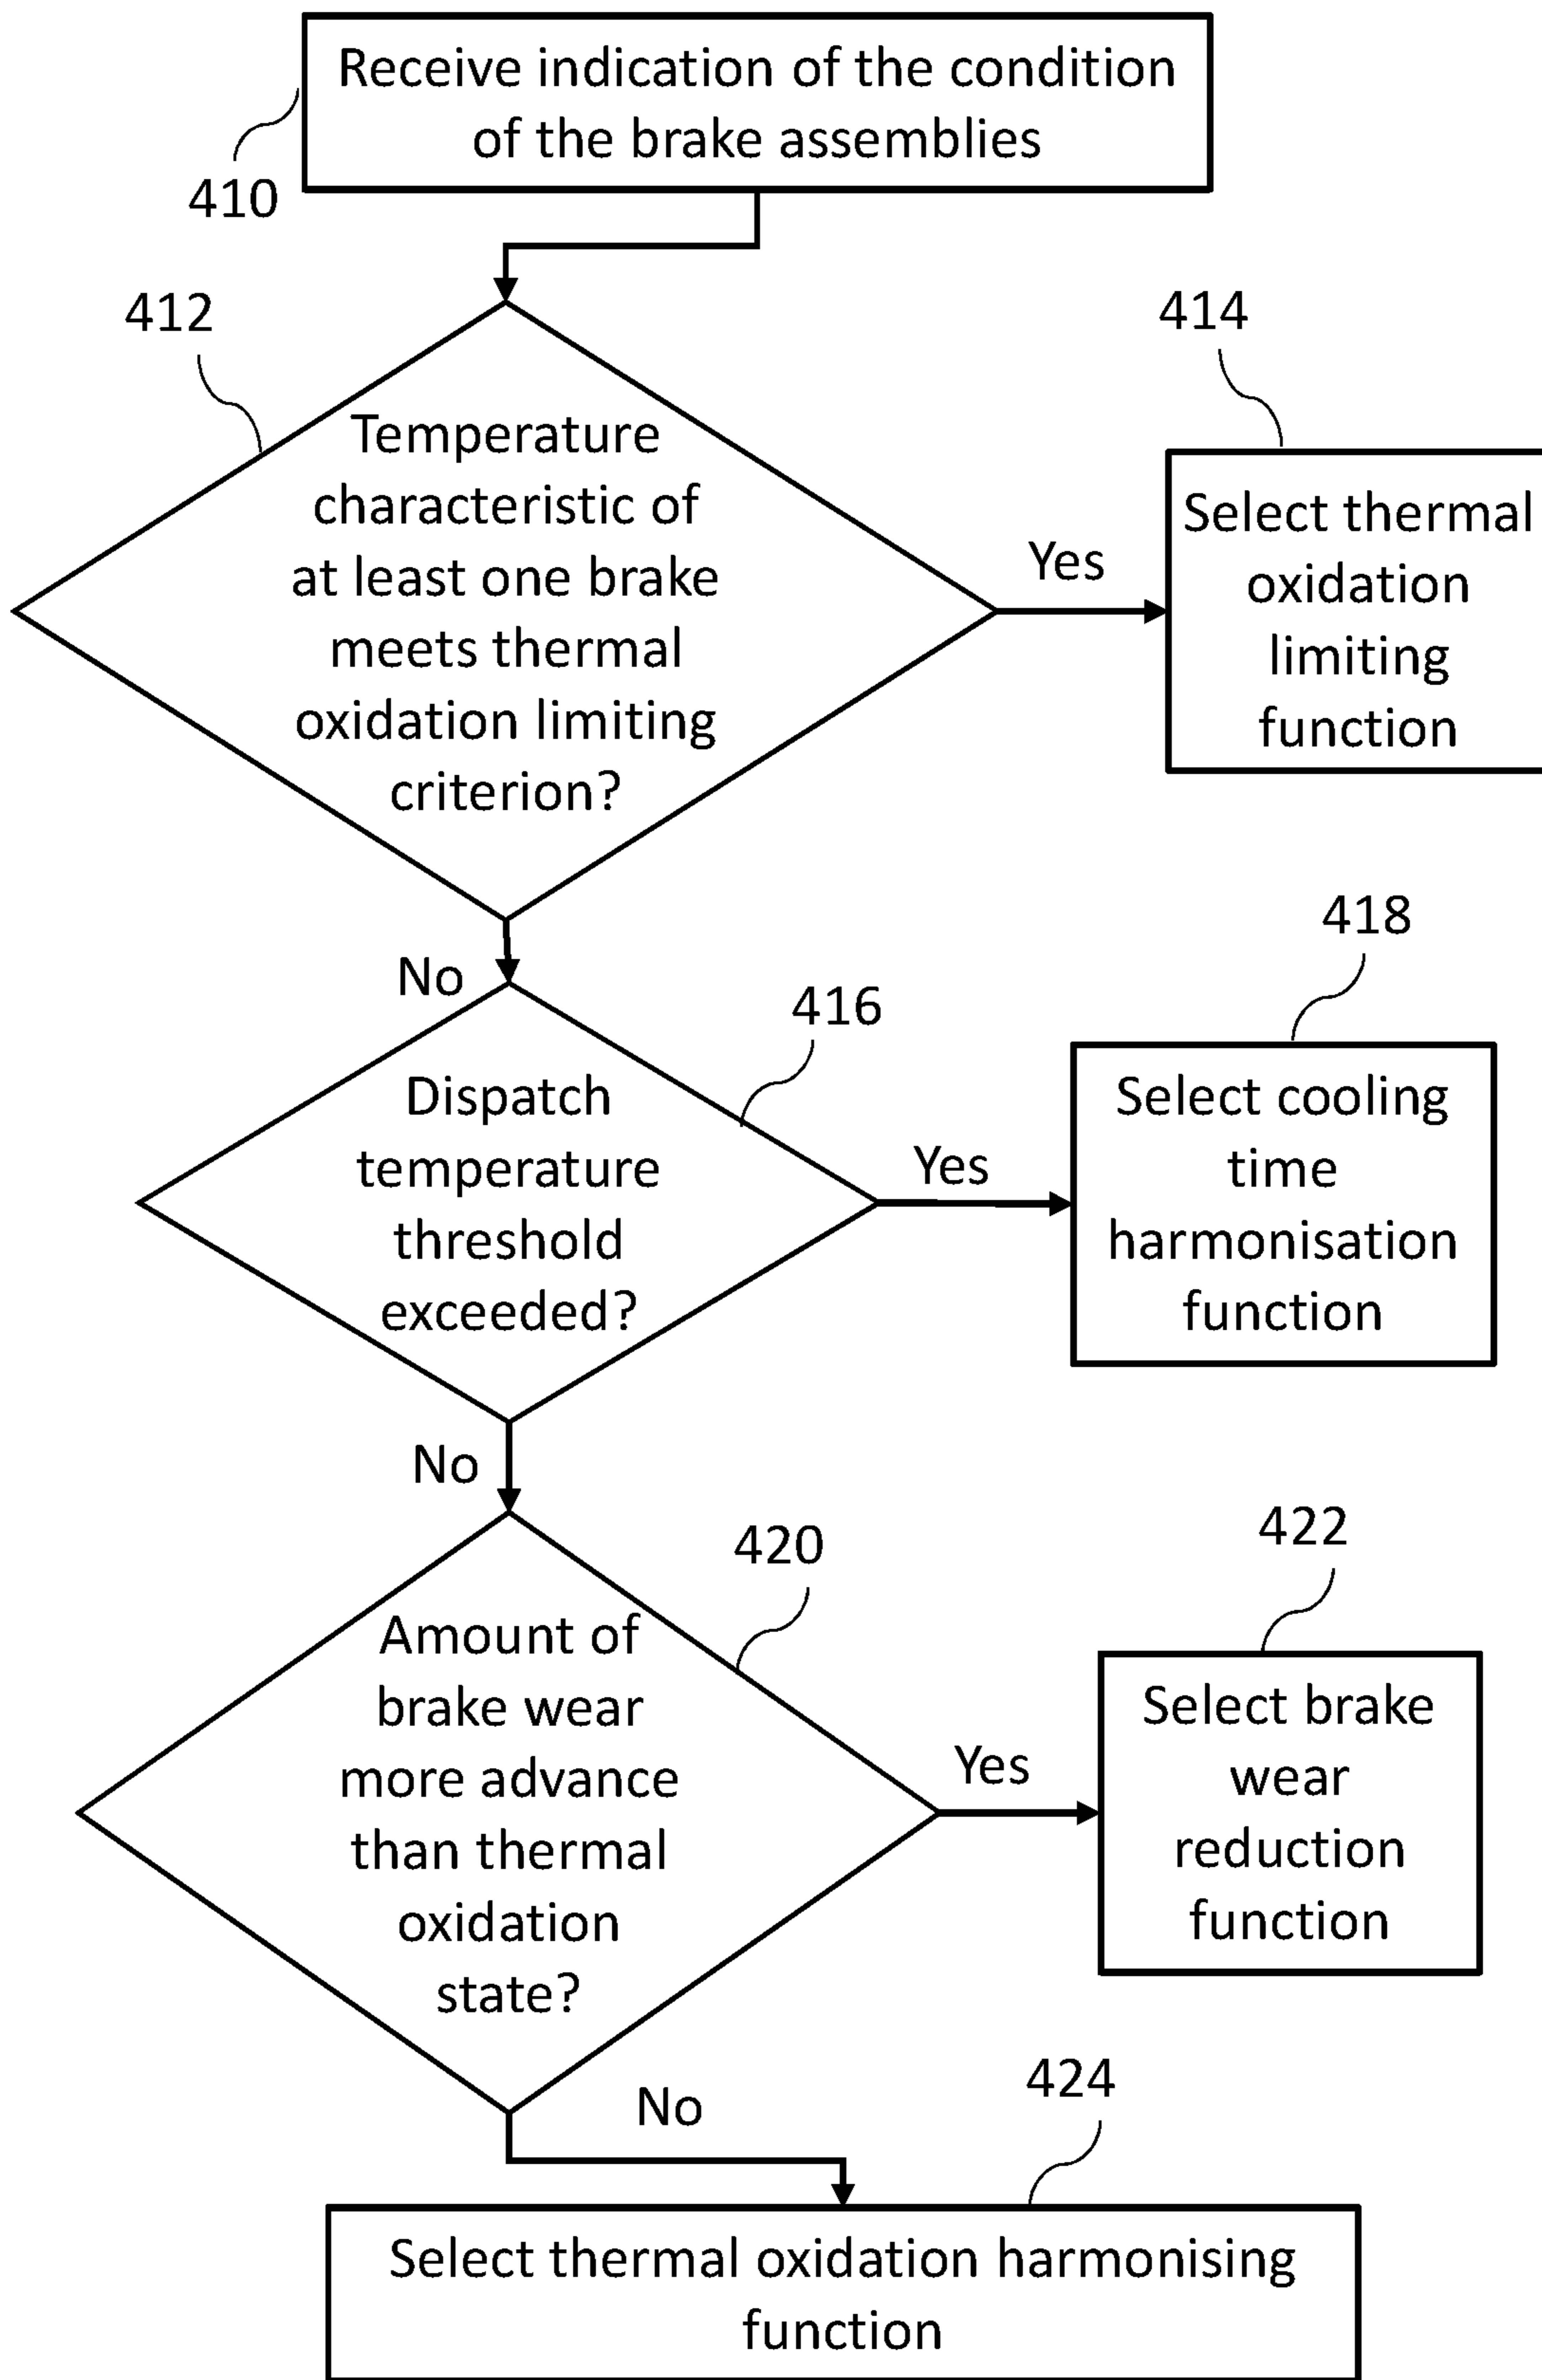 Receive indication of the condition
of the brake assemblies
410
412
Temperature
characteristic of
at least one brake
meets thermal
oxidation limiting
criterion?
Yes
414
Select thermal
oxidation
limiting
function
No
416
Dispatch
temperature
threshold
exceeded?
Yes
418
Select cooling
time
harmonisation
function
No
420
Amount of
brake wear
more advance
than thermal
oxidation
state?
Yes
422
Select brake
wear
reduction
function
No
424
Select thermal oxidation harmonising
function